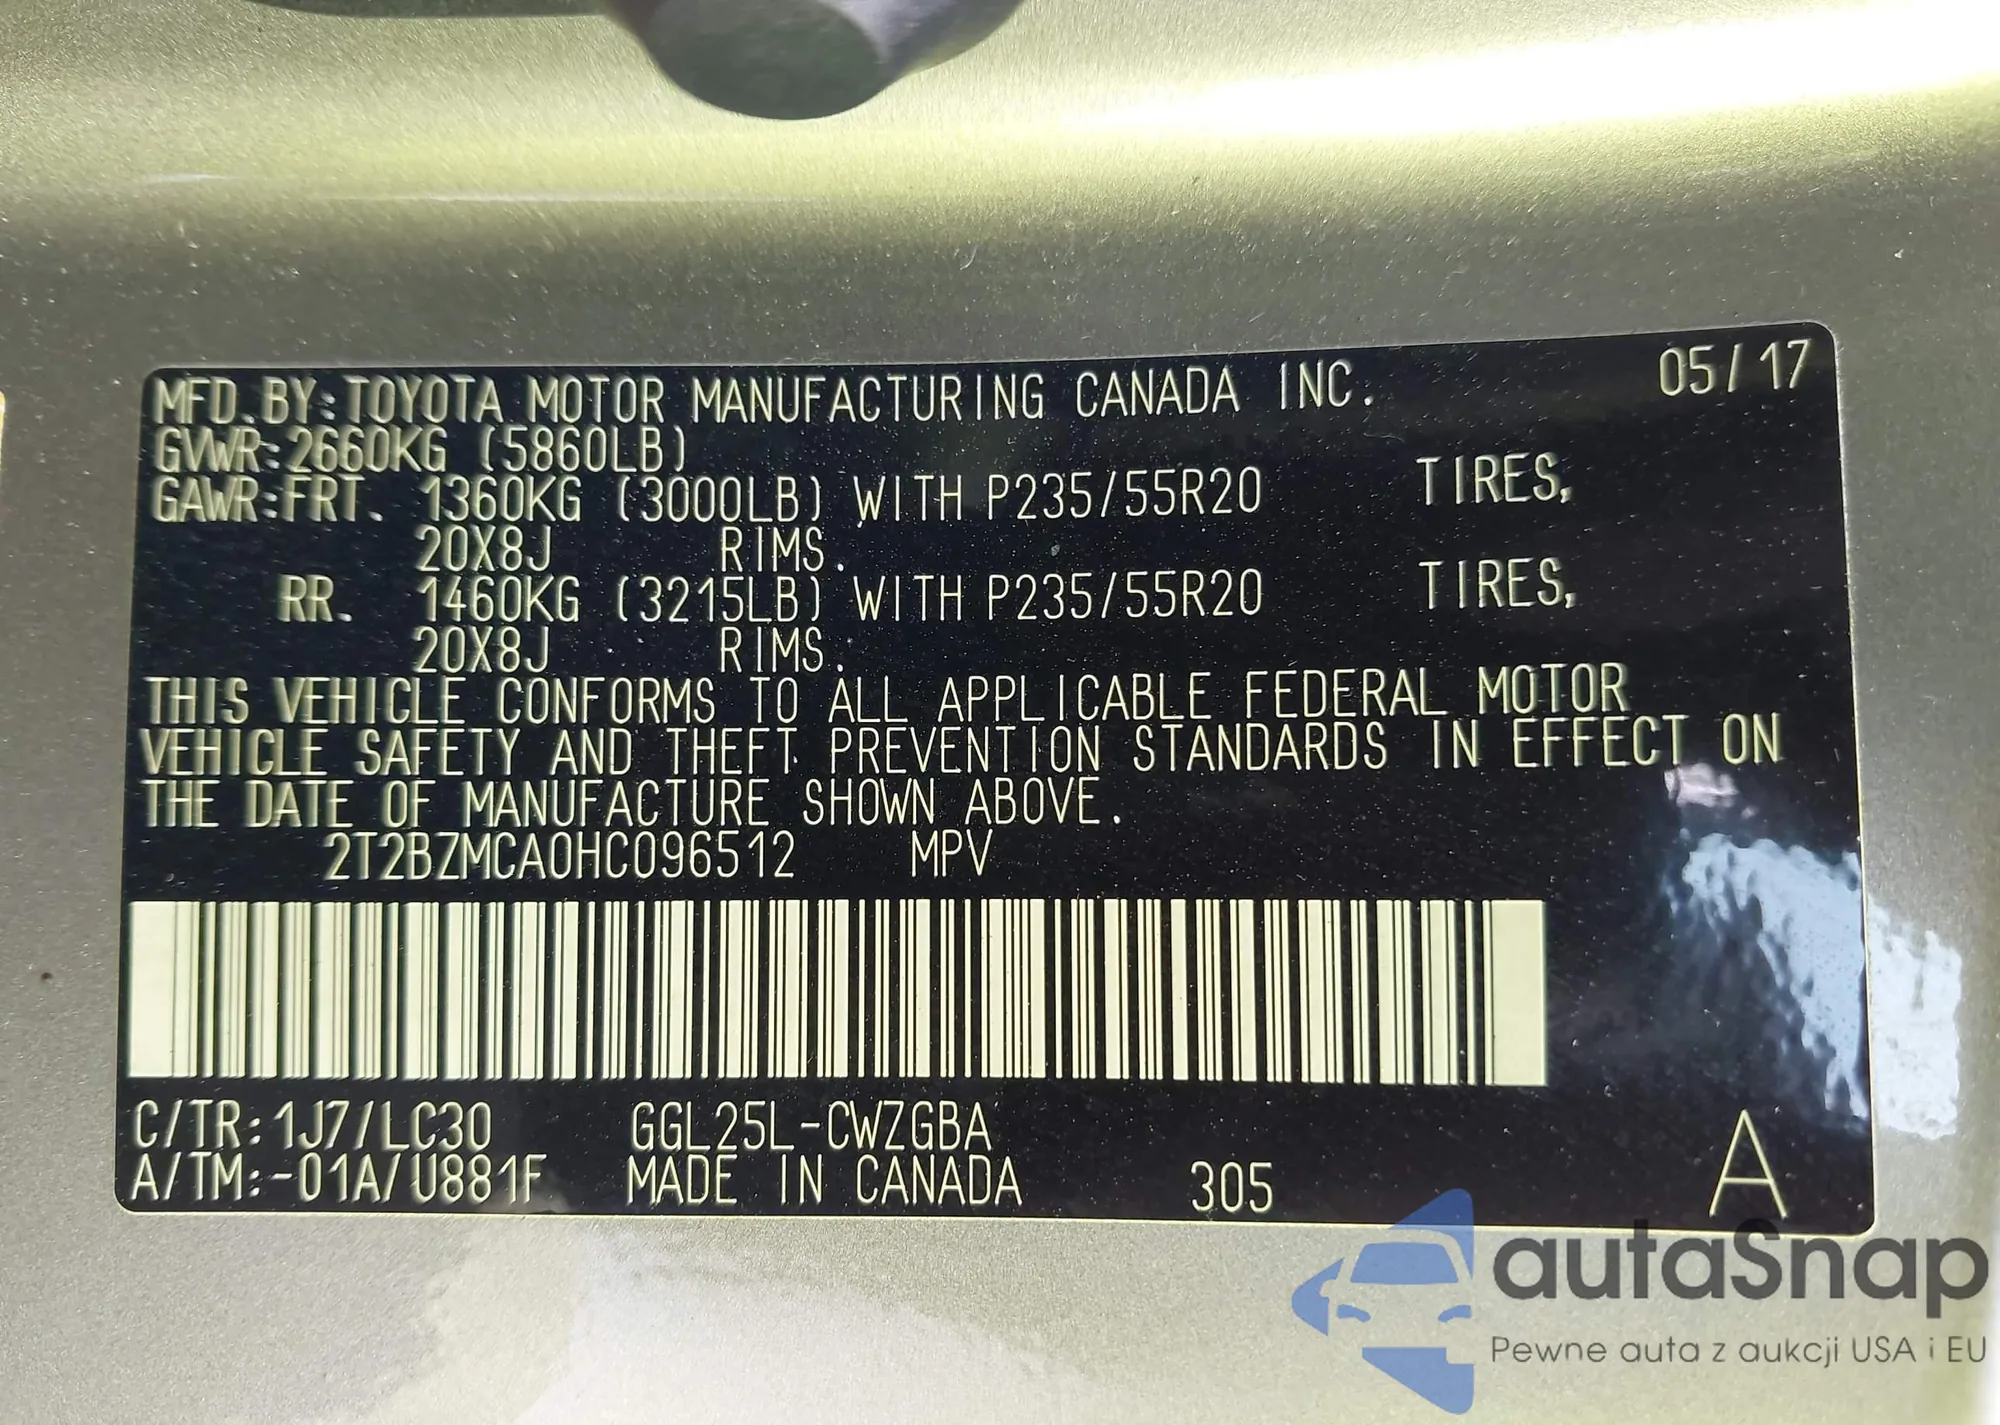 MFD. BY: TOYOTA MOTOR MANUFACTURING CANADA INC. 05/17
GVWR: 2660KG (5860LB)
GAWR: FRT. 1360KG (3000LB) WITH P235/55R20 TIRES,
20X8J RIMS.
RR. 1460KG (3215LB) WITH P235/55R20 TIRES,
20X8J RIMS.
THIS VEHICLE CONFORMS TO ALL APPLICABLE FEDERAL MOTOR
VEHICLE SAFETY AND THEFT PREVENTION STANDARDS IN EFFECT ON
THE DATE OF MANUFACTURE SHOWN ABOVE.
2T2BZMCA0HC096512 MPV
C/TR: 1J7/LC30 GGL25L-CWZGBA
A/TM: -01A/U881F MADE IN CANADA 305 A
autaSnap
Pewne auta z aukcji USA i EU